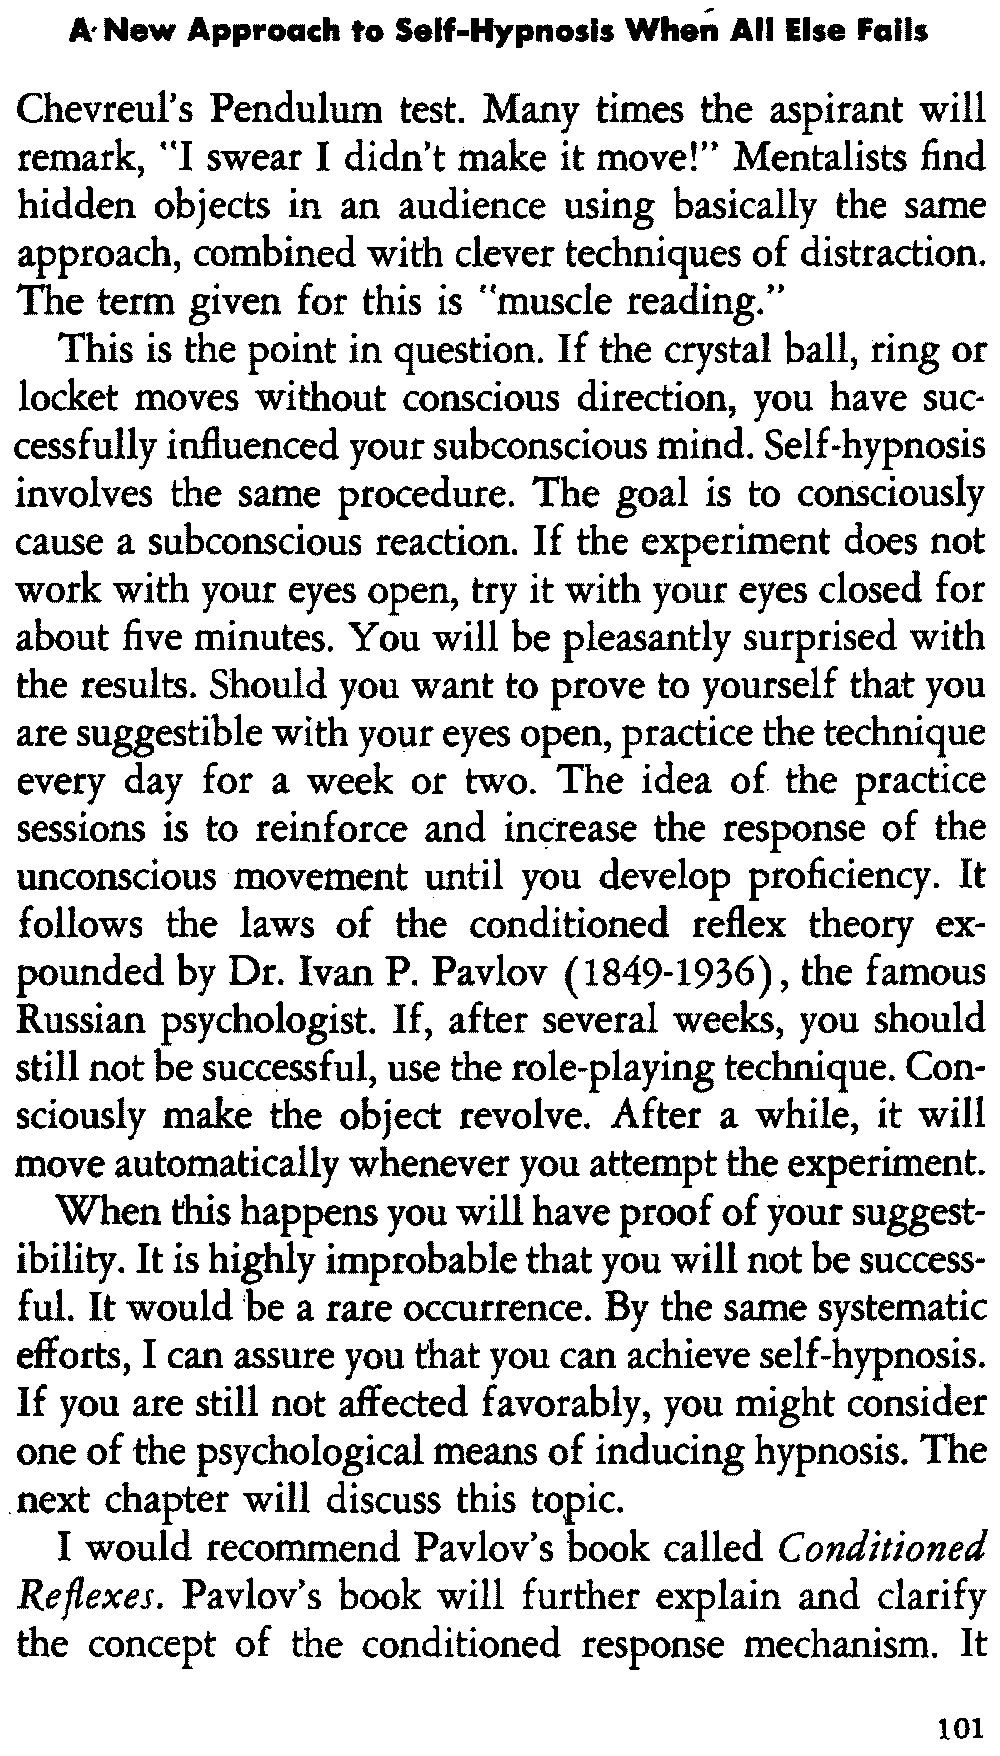 A New Approach to Self-Hypnosis When All Else Fails
Chevreul's Pendulum test. Many times the aspirant will
remark, "I swear I didn't make it move!" Mentalists find
hidden objects in an audience using basically the same
approach, combined with clever techniques of distraction.
The term given for this is "muscle reading."
This is the point in question. If the crystal ball, ring or
locket moves without conscious direction, you have suc-
cessfully influenced your subconscious mind. Self-hypnosis
involves the same procedure. The goal is to consciously
cause a subconscious reaction. If the experiment does not
work with your eyes open, try it with your eyes closed for
about five minutes. You will be pleasantly surprised with
the results. Should you want to prove to yourself that you
are suggestible with your eyes open, practice the technique
every day for a week or two. The idea of the practice
sessions is to reinforce and increase the response of the
unconscious movement until you develop proficiency. It
follows the laws of the conditioned reflex theory ex-
pounded by Dr. Ivan P. Pavlov (1849-1936), the famous
Russian psychologist. If, after several weeks, you should
still not be successful, use the role-playing technique. Con-
sciously make the object revolve. After a while, it will
move automatically whenever you attempt the experiment.
When this happens you will have proof of your suggest-
ibility. It is highly improbable that you will not be success-
ful. It would be a rare occurrence. By the same systematic
efforts, I can assure you that you can achieve self-hypnosis.
If you are still not affected favorably, you might consider
one of the psychological means of inducing hypnosis. The
next chapter will discuss this topic.
I would recommend Pavlov's book called Conditioned
Reflexes. Pavlov's book will further explain and clarify
the concept of the conditioned response mechanism. It
101